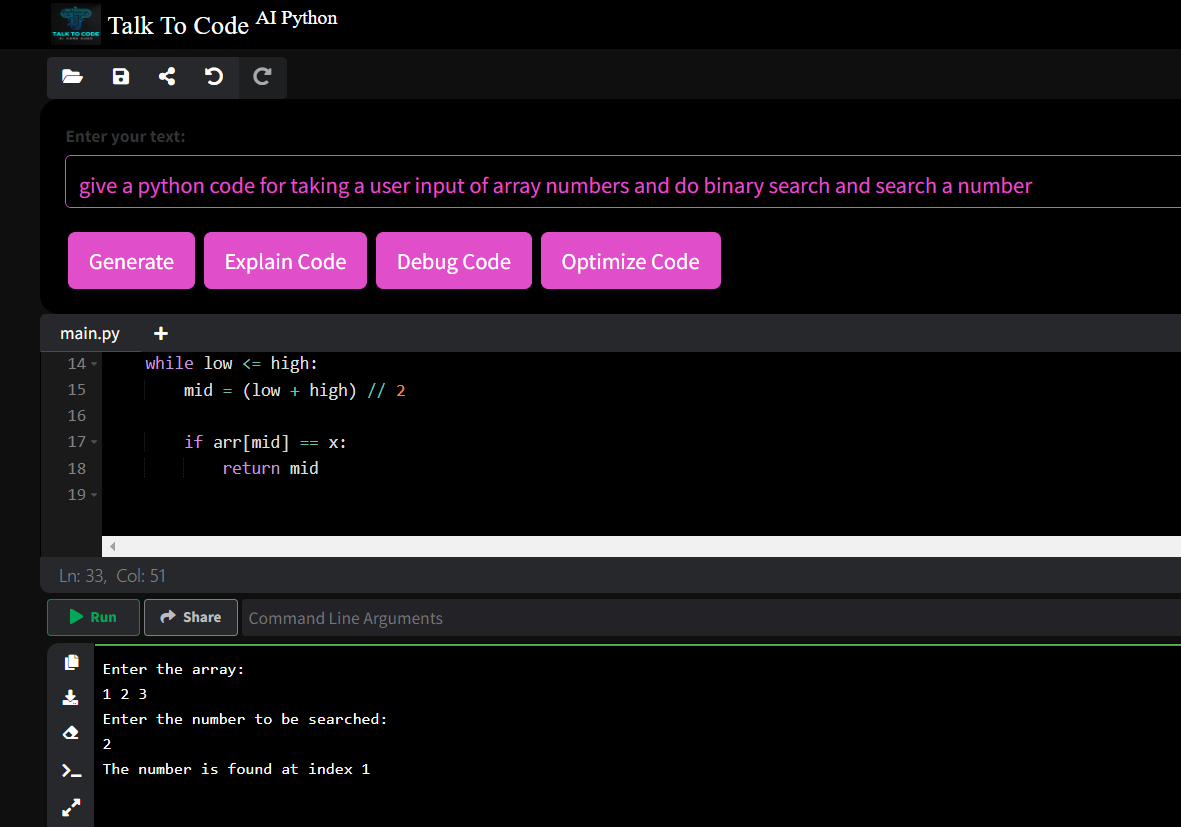 TALK TO CODE
Talk To Code AI Python
Enter your text:
give a python code for taking a user input of array numbers and do binary search and search a number
Generate Explain Code Debug Code Optimize Code
main.py +
14 while low <= high:
15 mid = (low + high) // 2
16
17 if arr[mid] == x:
18 return mid
19
Ln: 33, Col: 51
Run Share Command Line Arguments
Enter the array:
1 2 3
Enter the number to be searched:
2
The number is found at index 1